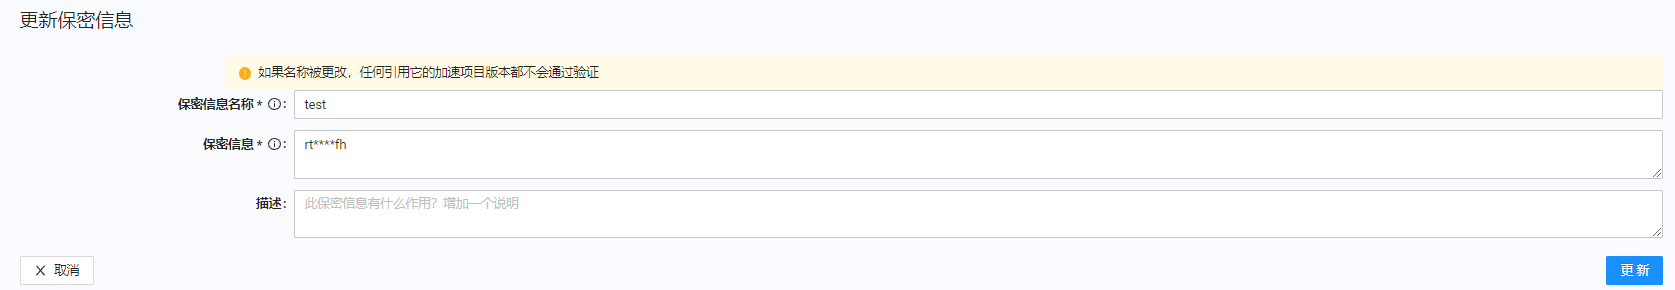 更新保密信息
如果名称被更改，任何引用它的加速项目版本都不会通过验证
保密信息名称 * : test
保密信息 * : rt****fh
描述: 此保密信息有什么作用？增加一个说明
取消 更新